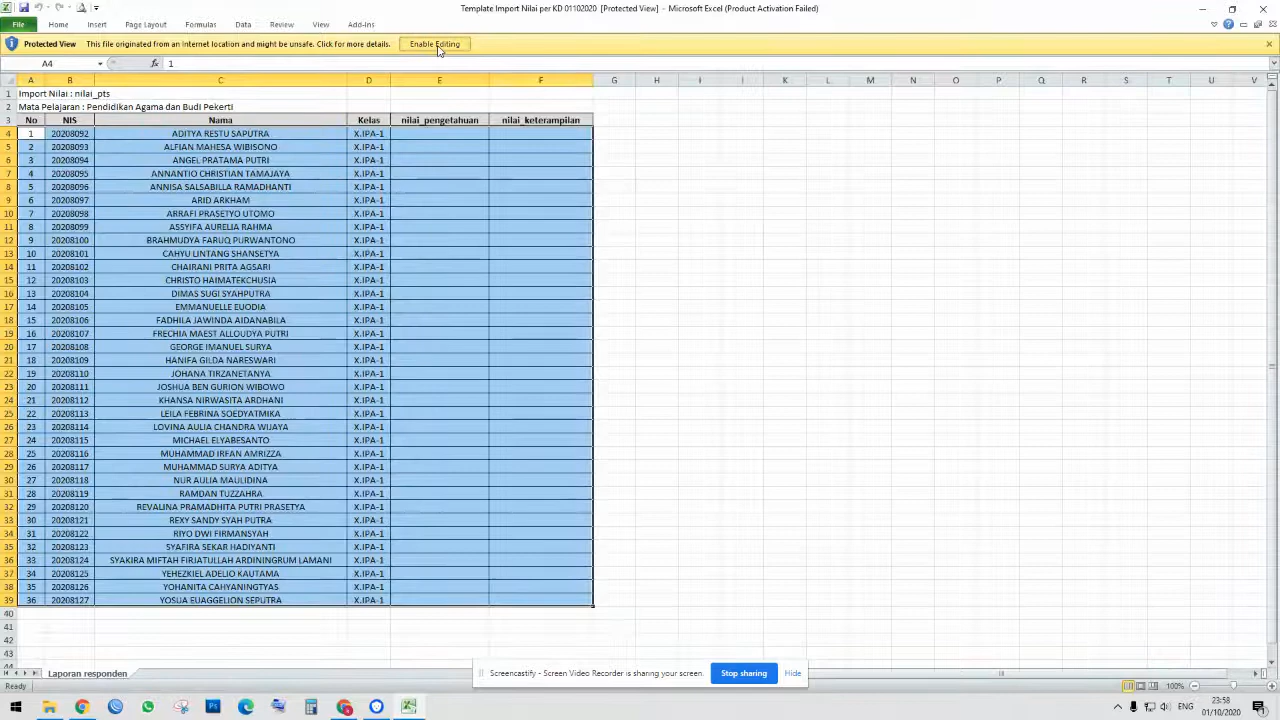 Template Import Nilai per KD 01102020 [Protected View] – Microsoft Excel (Product Activation Failed)
File Home Insert Page Layout Formulas Data Review View Add-Ins
Protected View This file originated from an Internet location and might be unsafe. Click for more details. Enable Editing
A4 fx 1
A B C D E F G H I J K L M N O P Q R S T U V
1 Import Nilai : nilai_pts
2 Mata Pelajaran : Pendidikan Agama dan Budi Pekerti
3 No NIS Nama Kelas nilai_pengetahuan nilai_keterampilan
4 1 20208092 ADITYA RESTU SAPUTRA X.IPA-1
5 2 20208093 ALFIAN MAHESA WIBISONO X.IPA-1
6 3 20208094 ANGEL PRATAMA PUTRI X.IPA-1
7 4 20208095 ANNANTIO CHRISTIAN TAMAJAYA X.IPA-1
8 5 20208096 ANNISA SALSABILLA RAMADHANTI X.IPA-1
9 6 20208097 ARID ARKHAM X.IPA-1
10 7 20208098 ARRAFI PRASETYO UTOMO X.IPA-1
11 8 20208099 ASSYIFA AURELIA RAHMA X.IPA-1
12 9 20208100 BRAHMUDYA FARUQ PURWANTONO X.IPA-1
13 10 20208101 CAHYU LINTANG SHANSETYA X.IPA-1
14 11 20208102 CHAIRANI PRITA AGSARI X.IPA-1
15 12 20208103 CHRISTO HAIMATEKCHUSIA X.IPA-1
16 13 20208104 DIMAS SUGI SYAHPUTRA X.IPA-1
17 14 20208105 EMMANUELLE EUODIA X.IPA-1
18 15 20208106 FADHILA JAWINDA AIDANABILA X.IPA-1
19 16 20208107 FRECHIA MAEST ALLOUDYA PUTRI X.IPA-1
20 17 20208108 GEORGE IMANUEL SURYA X.IPA-1
21 18 20208109 HANIFA GILDA NARESWARI X.IPA-1
22 19 20208110 JOHANA TIRZANETANYA X.IPA-1
23 20 20208111 JOSHUA BEN GURION WIBOWO X.IPA-1
24 21 20208112 KHANSA NIRWASITA ARDHANI X.IPA-1
25 22 20208113 LEILA FEBRINA SOEDYATMIKA X.IPA-1
26 23 20208114 LOVINA AULIA CHANDRA WIJAYA X.IPA-1
27 24 20208115 MICHAEL ELYABESANTO X.IPA-1
28 25 20208116 MUHAMMAD IRFAN AMRIZZA X.IPA-1
29 26 20208117 MUHAMMAD SURYA ADITYA X.IPA-1
30 27 20208118 NUR AULIA MAULIDINA X.IPA-1
31 28 20208119 RAMDAN TUZZAHRA X.IPA-1
32 29 20208120 REVALINA PRAMADHITA PUTRI PRASETYA X.IPA-1
33 30 20208121 REXY SANDY SYAH PUTRA X.IPA-1
34 31 20208122 RIYO DWI FIRMANSYAH X.IPA-1
35 32 20208123 SYAFIRA SEKAR HADIYANTI X.IPA-1
36 33 20208124 SYAKIRA MIFTAH FIRJATULLAH ARDININGRUM LAMANI X.IPA-1
37 34 20208125 YEHEZKIEL ADELIO KAUTAMA X.IPA-1
38 35 20208126 YOHANITA CAHYANINGTYAS X.IPA-1
39 36 20208127 YOSUA EUAGGELION SEPUTRA X.IPA-1
40
41
42
43
44
Laporan responden
Screencastify - Screen Video Recorder is sharing your screen. Stop sharing Hide
Ready 100%
ENG 23:58
01/10/2020